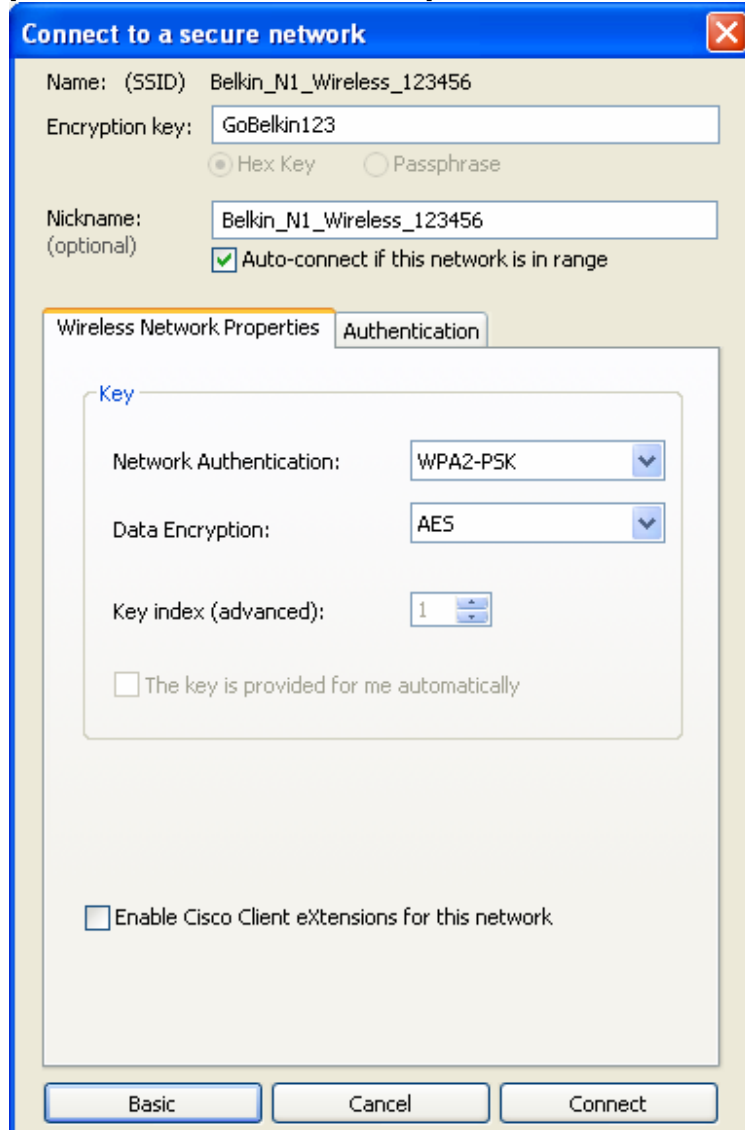 Connect to a secure network
Name: (SSID) Belkin_N1_Wireless_123456
Encryption key: GoBelkin123
Hex Key Passphrase
Nickname: Belkin_N1_Wireless_123456
(optional)
Auto-connect if this network is in range
Wireless Network Properties Authentication
Key
Network Authentication: WPA2-PSK
Data Encryption: AES
Key index (advanced): 1
The key is provided for me automatically
Enable Cisco Client eXtensions for this network
Basic Cancel Connect